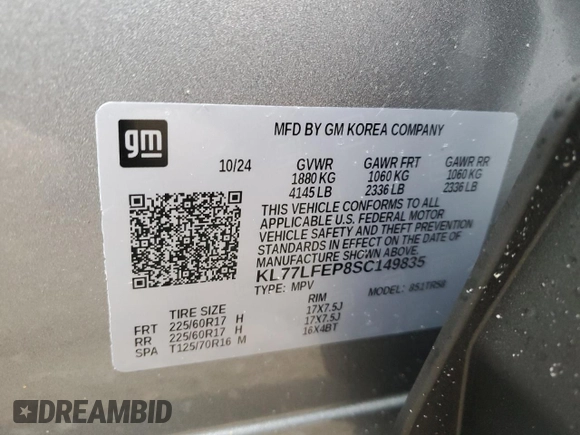 gm
MFD BY GM KOREA COMPANY
10/24 GVWR GAWR FRT GAWR RR
1880 KG 1060 KG 1060 KG
4145 LB 2336 LB 2336 LB
THIS VEHICLE CONFORMS TO ALL
APPLICABLE U.S. FEDERAL MOTOR
VEHICLE SAFETY AND THEFT PREVENTION
STANDARDS IN EFFECT ON THE DATE OF
MANUFACTURE SHOWN ABOVE.
KL77LFEP8SC149835
TYPE: MPV MODEL:
TIRE SIZE RIM
FRT 225/60R17 H 17X7.5J
RR 225/60R17 H 17X7.5J
SPA T125/70R16 M 16X4BT
DREAMBID